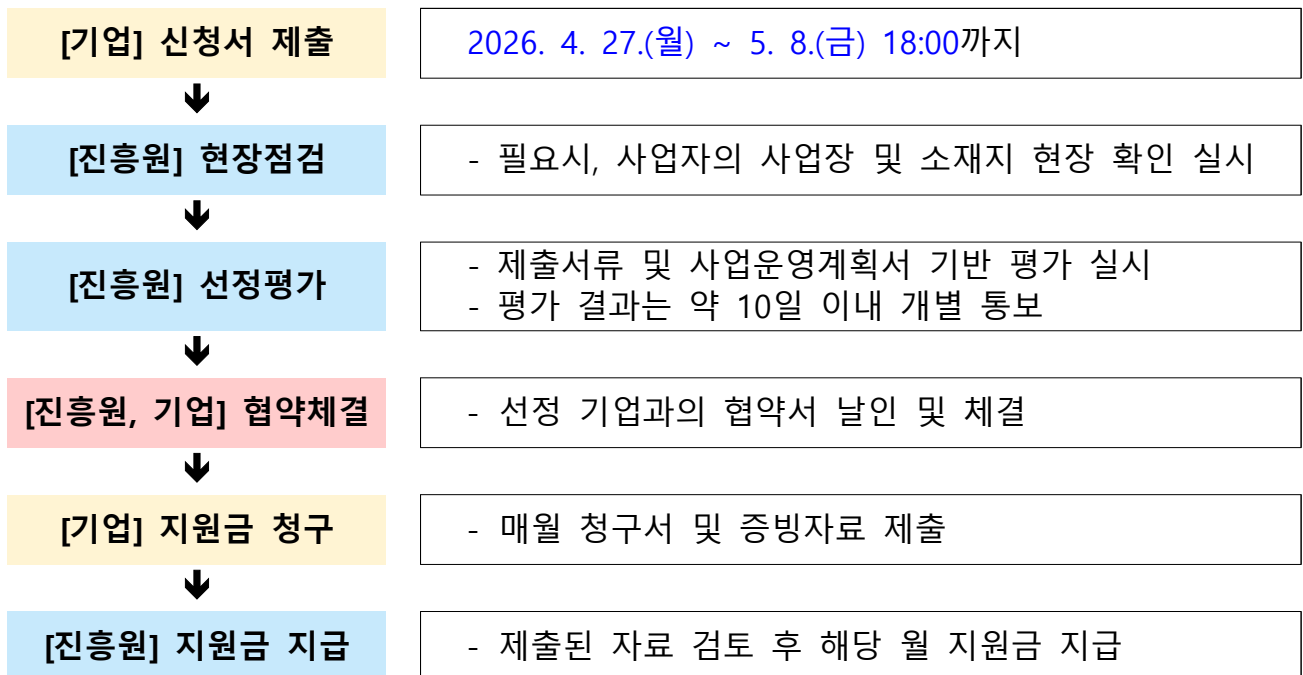 [기업] 신청서 제출
2026. 4. 27.(월) ~ 5. 8.(금) 18:00까지
[진흥원] 현장점검
- 필요시, 사업자의 사업장 및 소재지 현장 확인 실시
[진흥원] 선정평가
- 제출서류 및 사업운영계획서 기반 평가 실시
- 평가 결과는 약 10일 이내 개별 통보
[진흥원, 기업] 협약체결
- 선정 기업과의 협약서 날인 및 체결
[기업] 지원금 청구
- 매월 청구서 및 증빙자료 제출
[진흥원] 지원금 지급
- 제출된 자료 검토 후 해당 월 지원금 지급